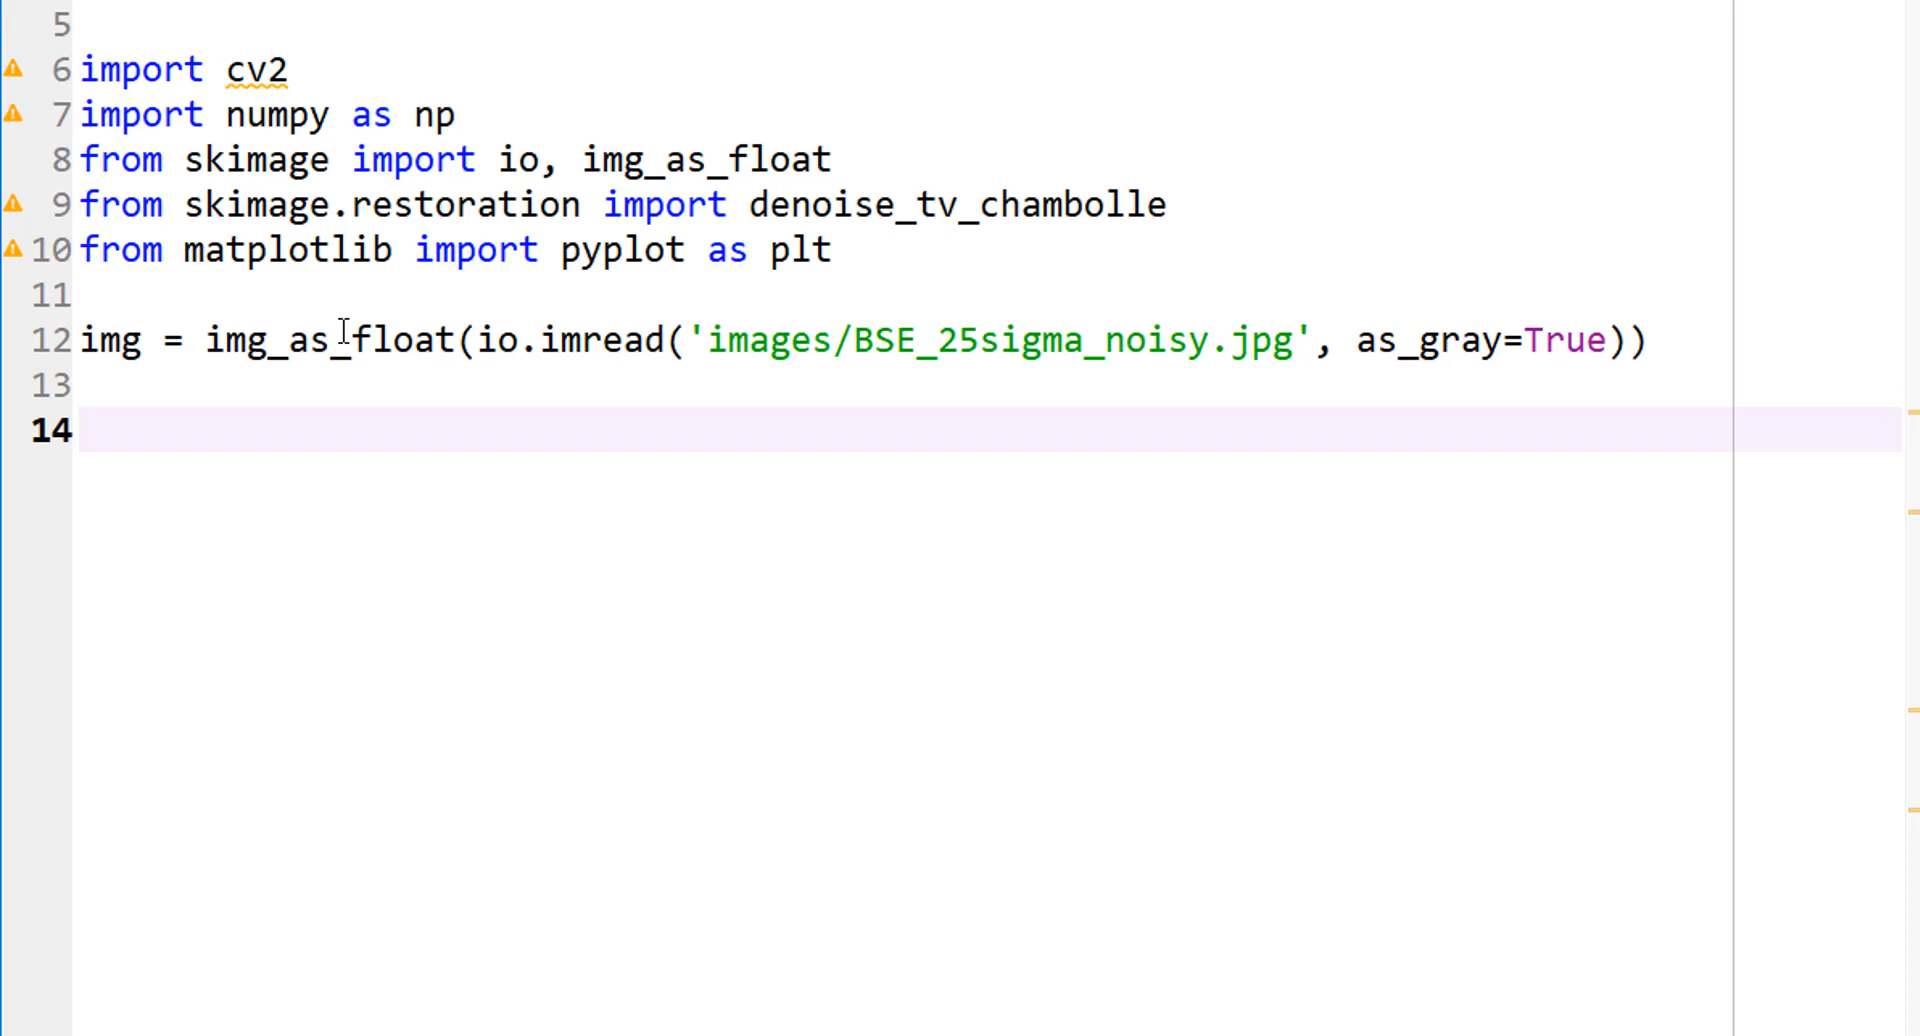 5
6 import cv2
7 import numpy as np
8 from skimage import io, img_as_float
9 from skimage.restoration import denoise_tv_chambolle
10 from matplotlib import pyplot as plt
11
12 img = img_as_float(io.imread('images/BSE_25sigma_noisy.jpg', as_gray=True))
13
14